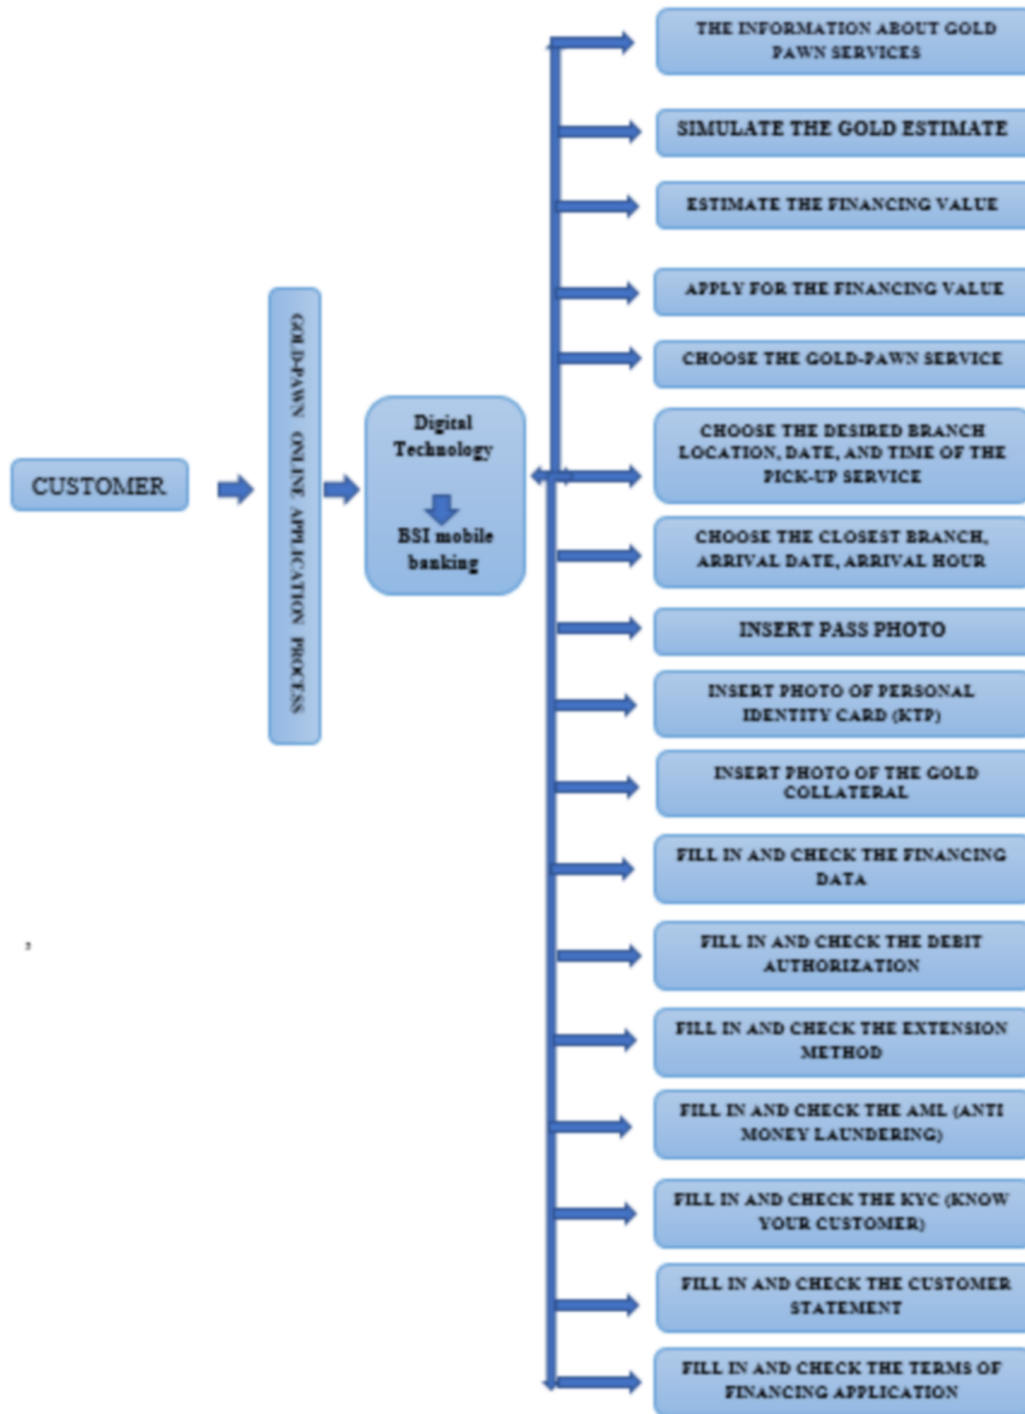 CUSTOMER
GOLD-PAWN ONLINE APPLICATION PROCESS
Digital
Technology
BSI mobile
banking
THE INFORMATION ABOUT GOLD
PAWN SERVICES
SIMULATE THE GOLD ESTIMATE
ESTIMATE THE FINANCING VALUE
APPLY FOR THE FINANCING VALUE
CHOOSE THE GOLD-PAWN SERVICE
CHOOSE THE DESIRED BRANCH
LOCATION, DATE, AND TIME OF THE
PICK-UP SERVICE
CHOOSE THE CLOSEST BRANCH,
ARRIVAL DATE, ARRIVAL HOUR
INSERT PASS PHOTO
INSERT PHOTO OF PERSONAL
IDENTITY CARD (KTP)
INSERT PHOTO OF THE GOLD
COLLATERAL
FILL IN AND CHECK THE FINANCING
DATA
FILL IN AND CHECK THE DEBIT
AUTHORIZATION
FILL IN AND CHECK THE EXTENSION
METHOD
FILL IN AND CHECK THE AML (ANTI
MONEY LAUNDERING)
FILL IN AND CHECK THE KYC (KNOW
YOUR CUSTOMER)
FILL IN AND CHECK THE CUSTOMER
STATEMENT
FILL IN AND CHECK THE TERMS OF
FINANCING APPLICATION